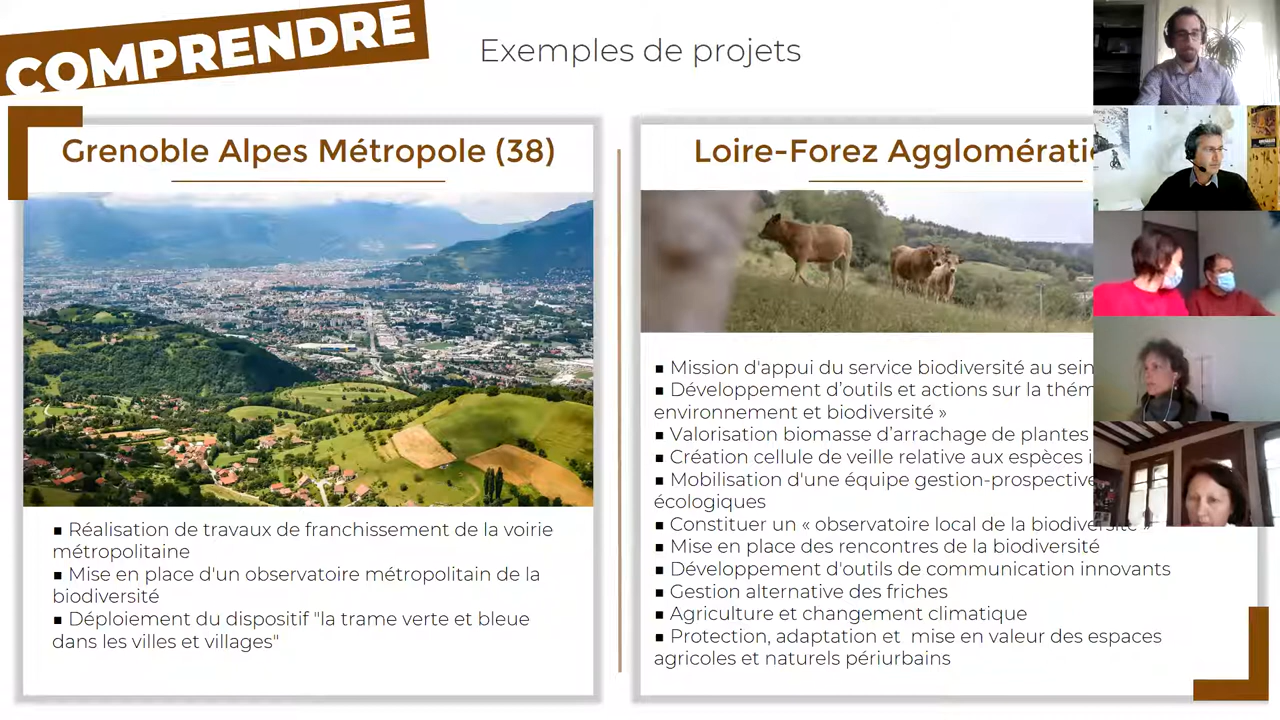 COMPRENDRE
Exemples de projets
Grenoble Alpes Métropole (38)
▪ Réalisation de travaux de franchissement de la voirie
métropolitaine
▪ Mise en place d'un observatoire métropolitain de la
biodiversité
▪ Déploiement du dispositif "la trame verte et bleue
dans les villes et villages"
Loire-Forez
▪ Mission d'appui du service biodiversité au sein
▪ Développement d’outils et actions sur la
environnement et biodiversité »
▪ Valorisation biomasse d’arrachage de plantes
▪ Création cellule de veille relative aux espèces
▪ Mobilisation d'une équipe gestion-prospective
écologiques
▪ Constituer un « observatoire local de la biodiversité »
▪ Mise en place des rencontres de la biodiversité
▪ Développement d'outils de communication innovants
▪ Gestion alternative des friches
▪ Agriculture et changement climatique
▪ Protection, adaptation et mise en valeur des espaces
agricoles et naturels périurbains